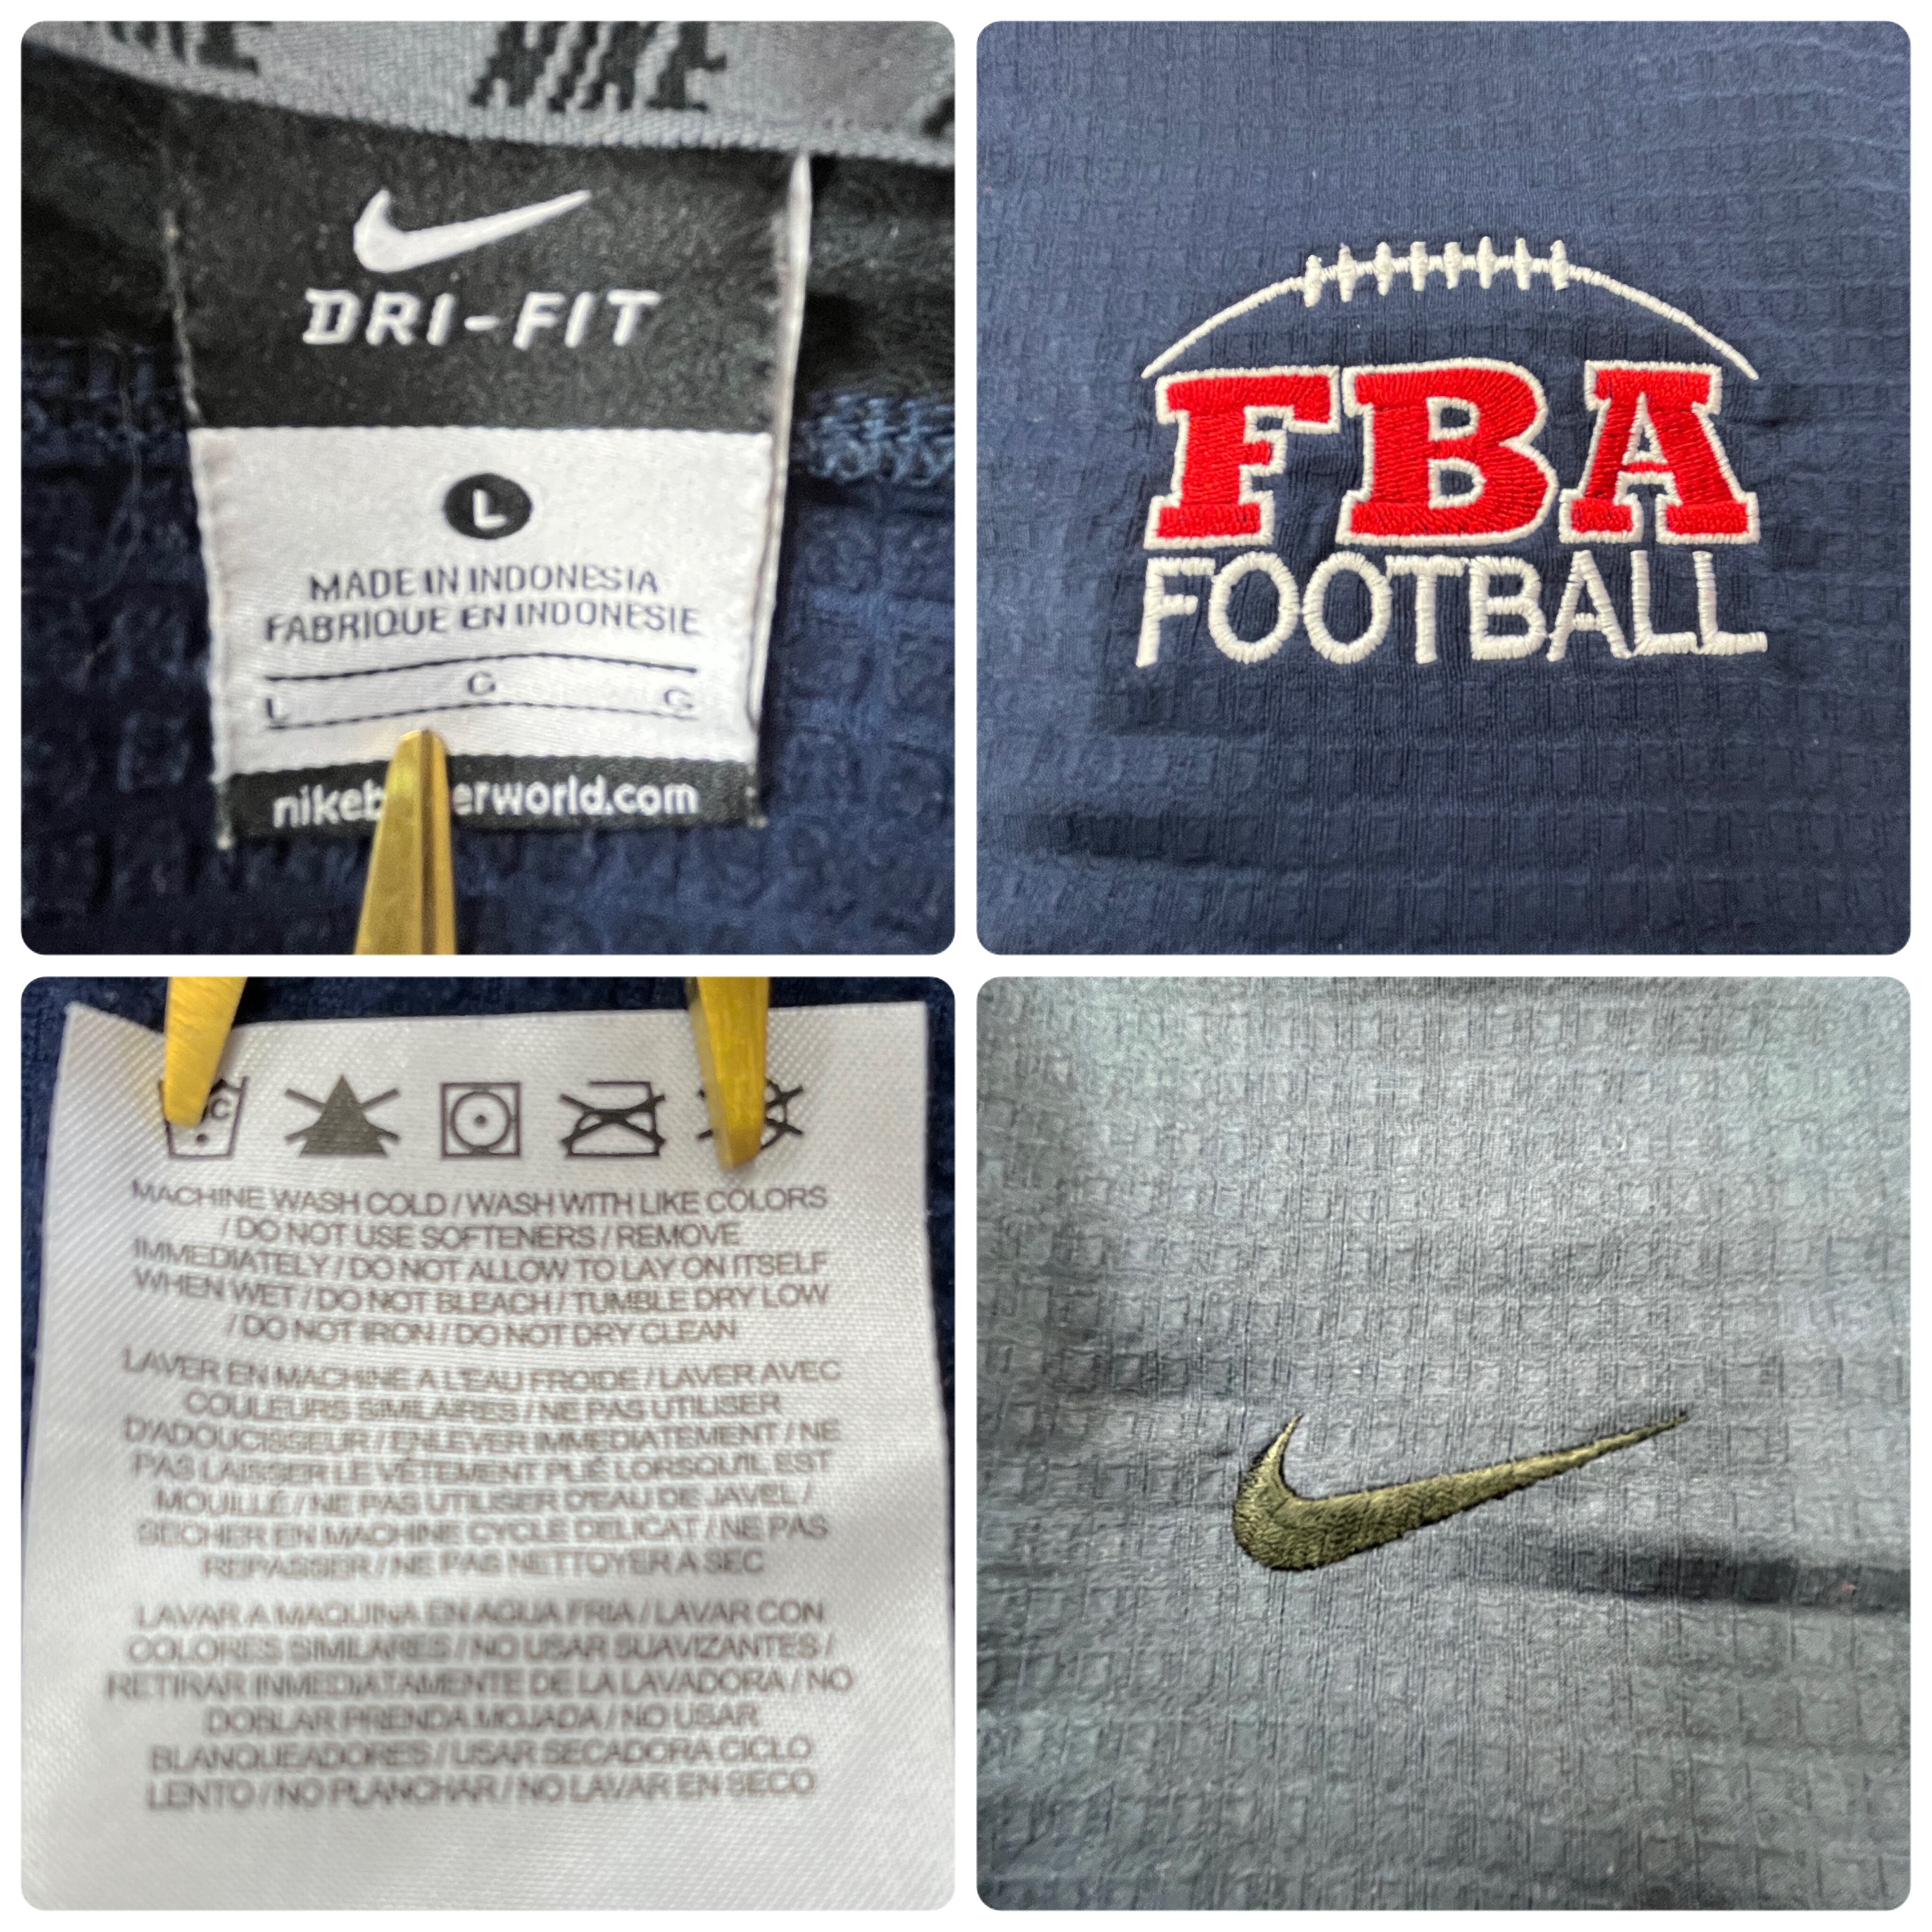 DRI-FIT
L
MADE IN INDONESIA
FABRIQUE EN INDONESIE
L G G
FBA
FOOTBALL
MACHINE WASH COLD / WASH WITH LIKE COLORS
/ DO NOT USE SOFTENERS / REMOVE
IMMEDIATELY / DO NOT ALLOW TO LAY ON ITSELF
WHEN WET / DO NOT BLEACH / TUMBLE DRY LOW
/ DO NOT IRON / DO NOT DRY CLEAN
LAVER EN MACHINE A L'EAU FROIDE / LAVER AVEC
COULEURS SIMILAIRES / NE PAS UTILISER
D'ADOUCISSEUR / ENLEVER IMMEDIATEMENT / NE
PAS LAISSER LE VÊTEMENT PLIÉ LORSQU'IL EST
MOUILLÉ / NE PAS UTILISER D'EAU DE JAVEL /
SECHER EN MACHINE CYCLE DELICAT / NE PAS
REPASSER / NE PAS NETTOYER A SEC
LAVAR A MAQUINA EN AGUA FRIA / LAVAR CON
COLORES SIMILARES / NO USAR SUAVIZANTES /
RETIRAR INMEDIATAMENTE DE LA LAVADORA / NO
DOBLAR PRENDA MOJADA / NO USAR
BLANQUEADORES / USAR SECADORA CICLO
LENTO / NO PLANCHAR / NO LAVAR EN SECO